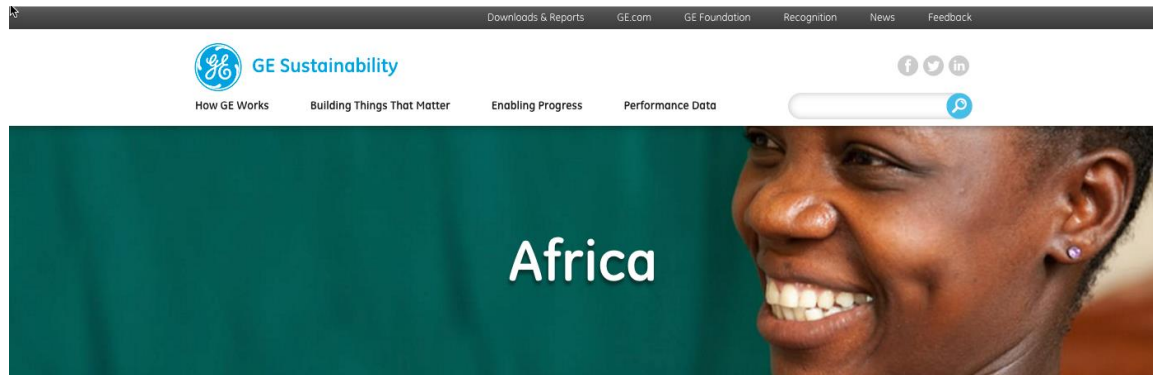 Downloads & Reports GE.com GE Foundation Recognition News Feedback
GE Sustainability
How GE Works Building Things That Matter Enabling Progress Performance Data
Africa